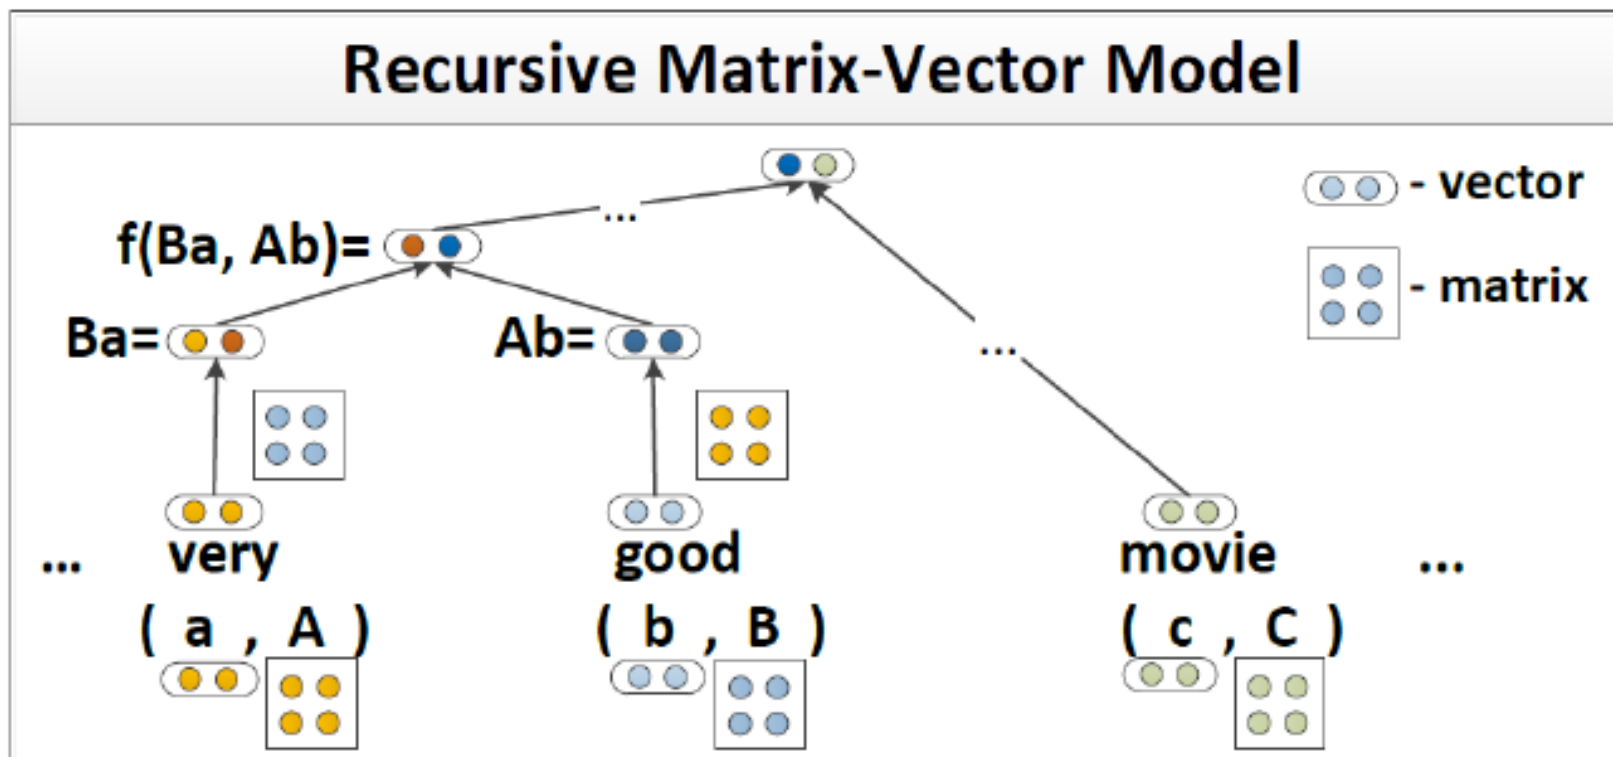 Recursive Matrix-Vector Model
- vector
...
f(Ba, Ab)=
- matrix
Ba=
Ab=
...
... very good movie ...
( a , A ) ( b , B ) ( c , C )